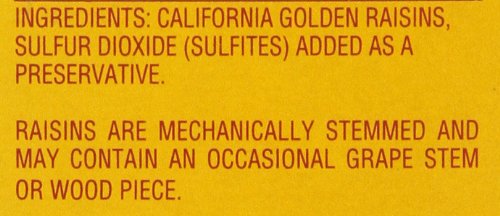 INGREDIENTS: CALIFORNIA GOLDEN RAISINS,
SULFUR DIOXIDE (SULFITES) ADDED AS A
PRESERVATIVE.
RAISINS ARE MECHANICALLY STEMMED AND
MAY CONTAIN AN OCCASIONAL GRAPE STEM
OR WOOD PIECE.